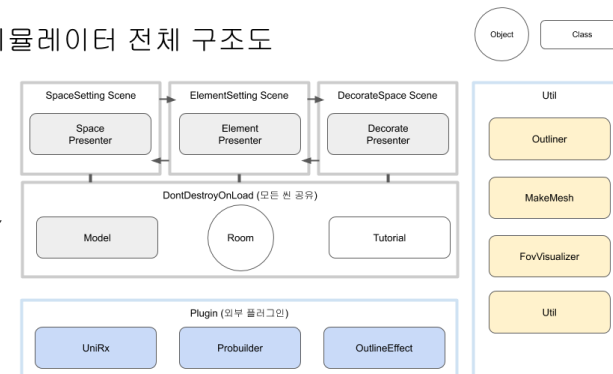 뮬레이터 전체 구조도
Object
Class
SpaceSetting Scene
ElementSetting Scene
DecorateSpace Scene
Util
Space
Presenter
Element
Presenter
Decorate
Presenter
Outliner
DontDestroyOnLoad (모든 씬 공유)
MakeMesh
Model
Room
Tutorial
FovVisualizer
Plugin (외부 플러그인)
Util
UniRx
Probuilder
OutlineEffect